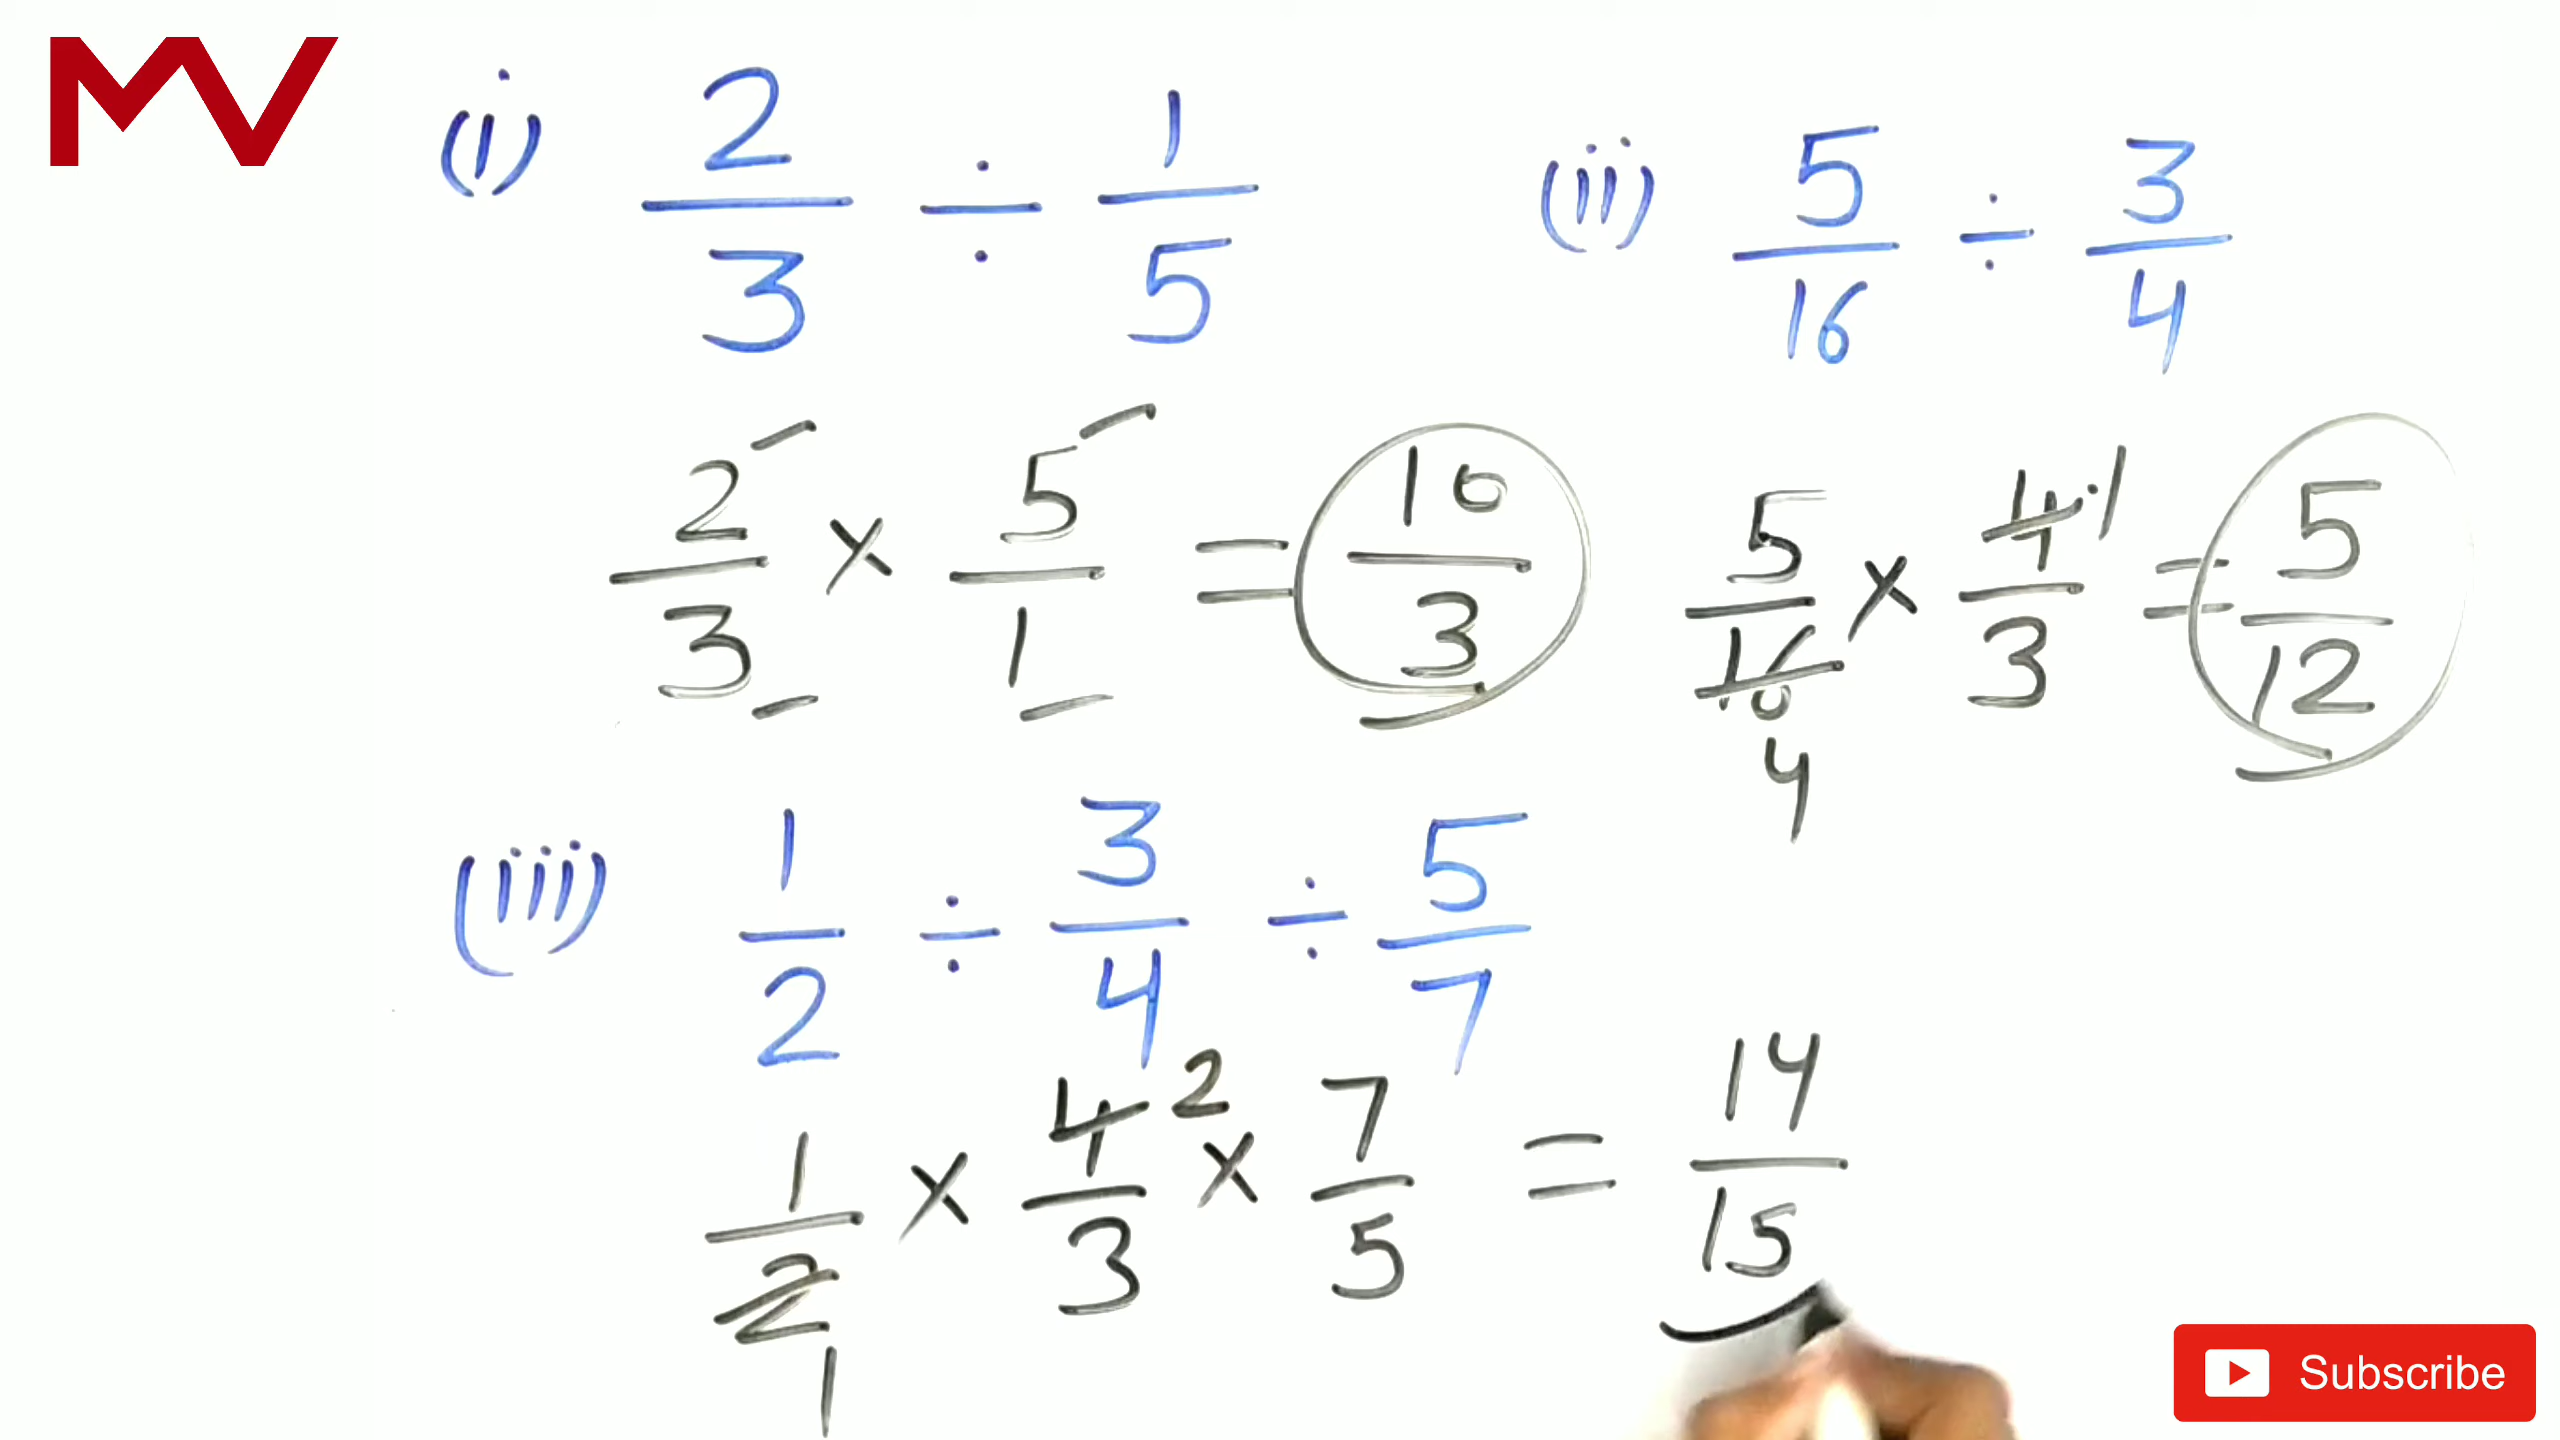 MV
(i) 2/3 ÷ 1/5
2/3 × 5/1 = 10/3
(ii) 5/16 ÷ 3/4
5/16 4 × 4 1/3 = 5/12
(iii) 1/2 ÷ 3/4 ÷ 5/7
1/2 1 × 4 2/3 × 7/5 = 14/15
Subscribe